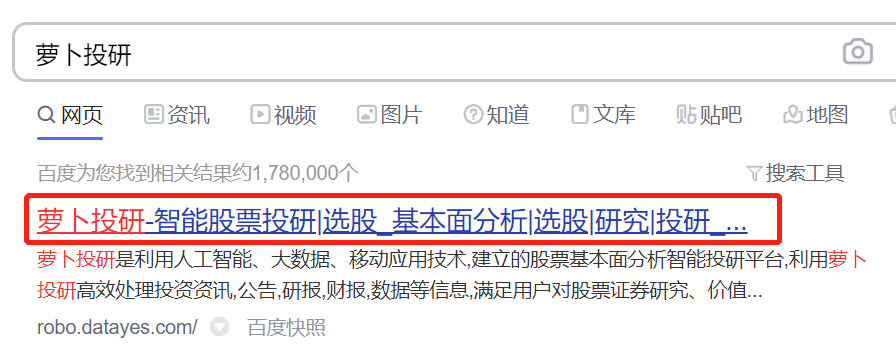 萝卜投研
网页 资讯 视频 图片 知道 文库 贴吧 地图
百度为您找到相关结果约1,780,000个 搜索工具
萝卜投研-智能股票投研|选股_基本面分析|选股|研究|投研_...
萝卜投研是利用人工智能、大数据、移动应用技术,建立的股票基本面分析智能投研平台,利用萝卜
投研高效处理投资资讯,公告,研报,财报,数据等信息,满足用户对股票证券研究、价值...
robo.datayes.com/ 百度快照